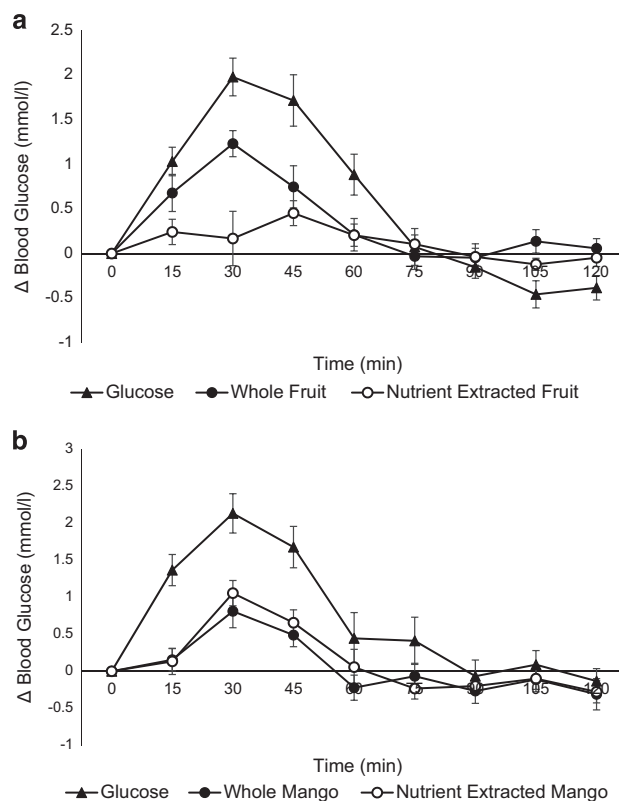 a
2.5
2
1.5
1
0.5
0
-0.5
-1
Δ Blood Glucose (mmol/l)
0 15 30 45 60 75 90 105 120
Time (min)
Glucose Whole Fruit Nutrient Extracted Fruit
b
3
2.5
2
1.5
1
0.5
0
-0.5
-1
Δ Blood Glucose (mmol/l)
0 15 30 45 60 75 90 105 120
Time (min)
Glucose Whole Mango Nutrient Extracted Mango